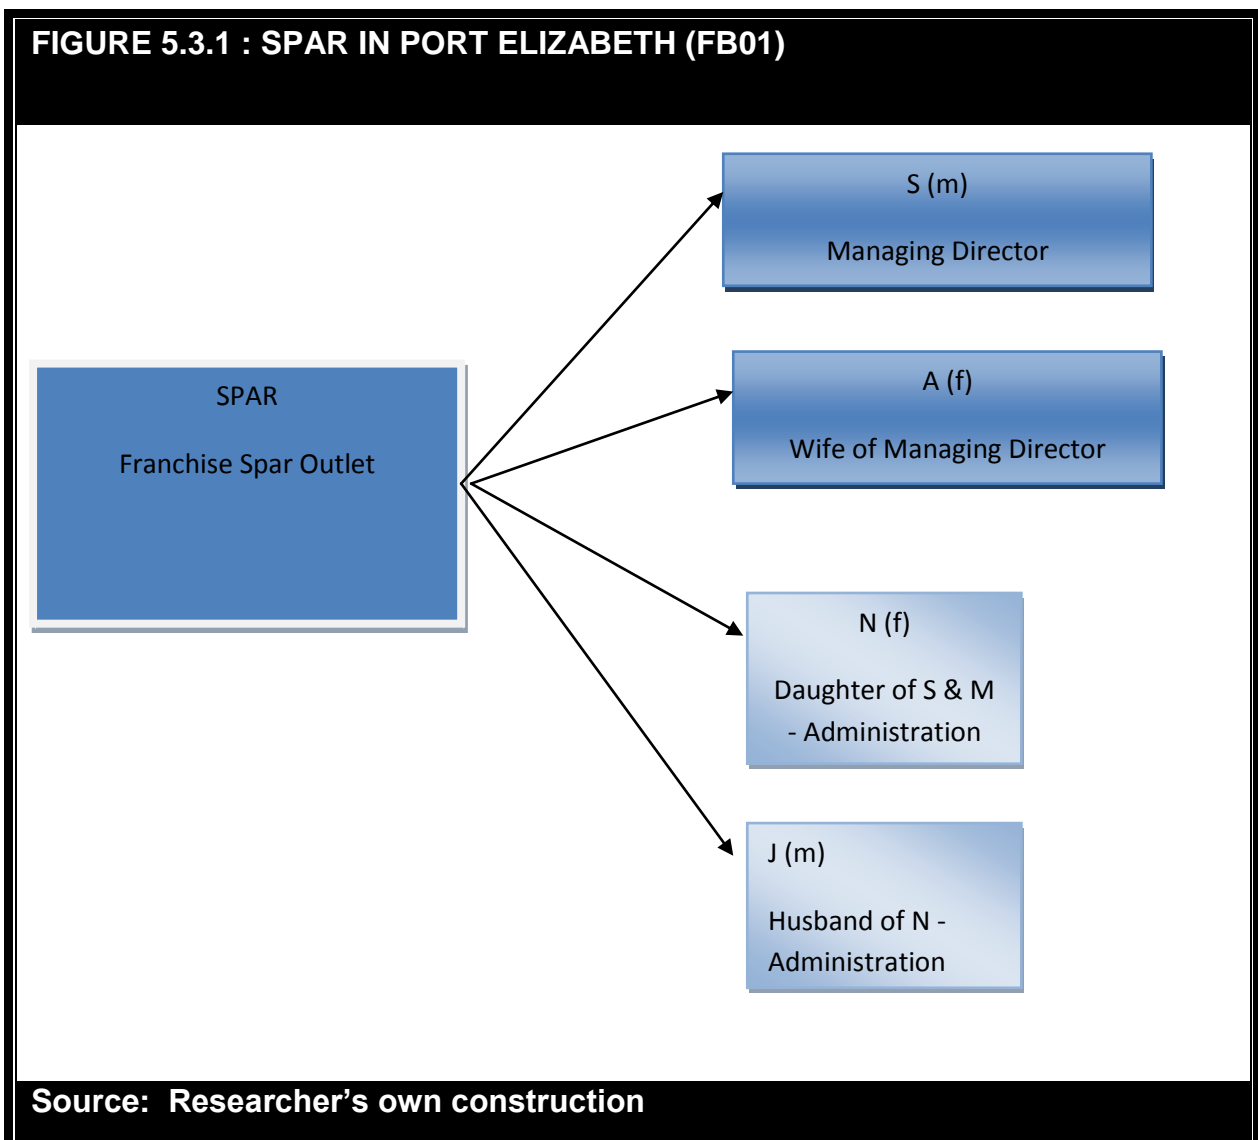 FIGURE 5.3.1 : SPAR IN PORT ELIZABETH (FB01)
SPAR
Franchise Spar Outlet
S (m)
Managing Director
A (f)
Wife of Managing Director
N (f)
Daughter of S & M
- Administration
J (m)
Husband of N -
Administration
Source:  Researcher’s own construction